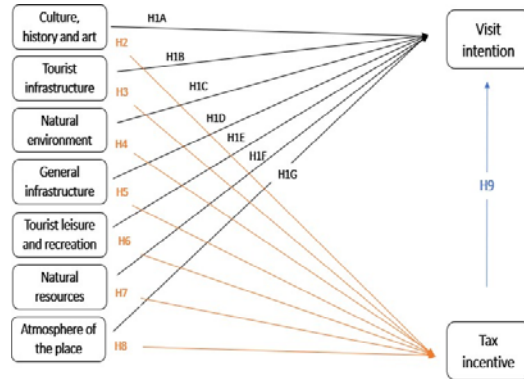 Culture,
history and art
H1A
H2
Visit
intention
Tourist
infrastructure
H1B
H3
H1C
Natural
environment
H4
H1D
General
infrastructure
H1E
H5
H1F
H1G
H9
Tourist leisure
and recreation
H6
Natural
resources
H7
Atmosphere of
the place
H8
Tax
incentive